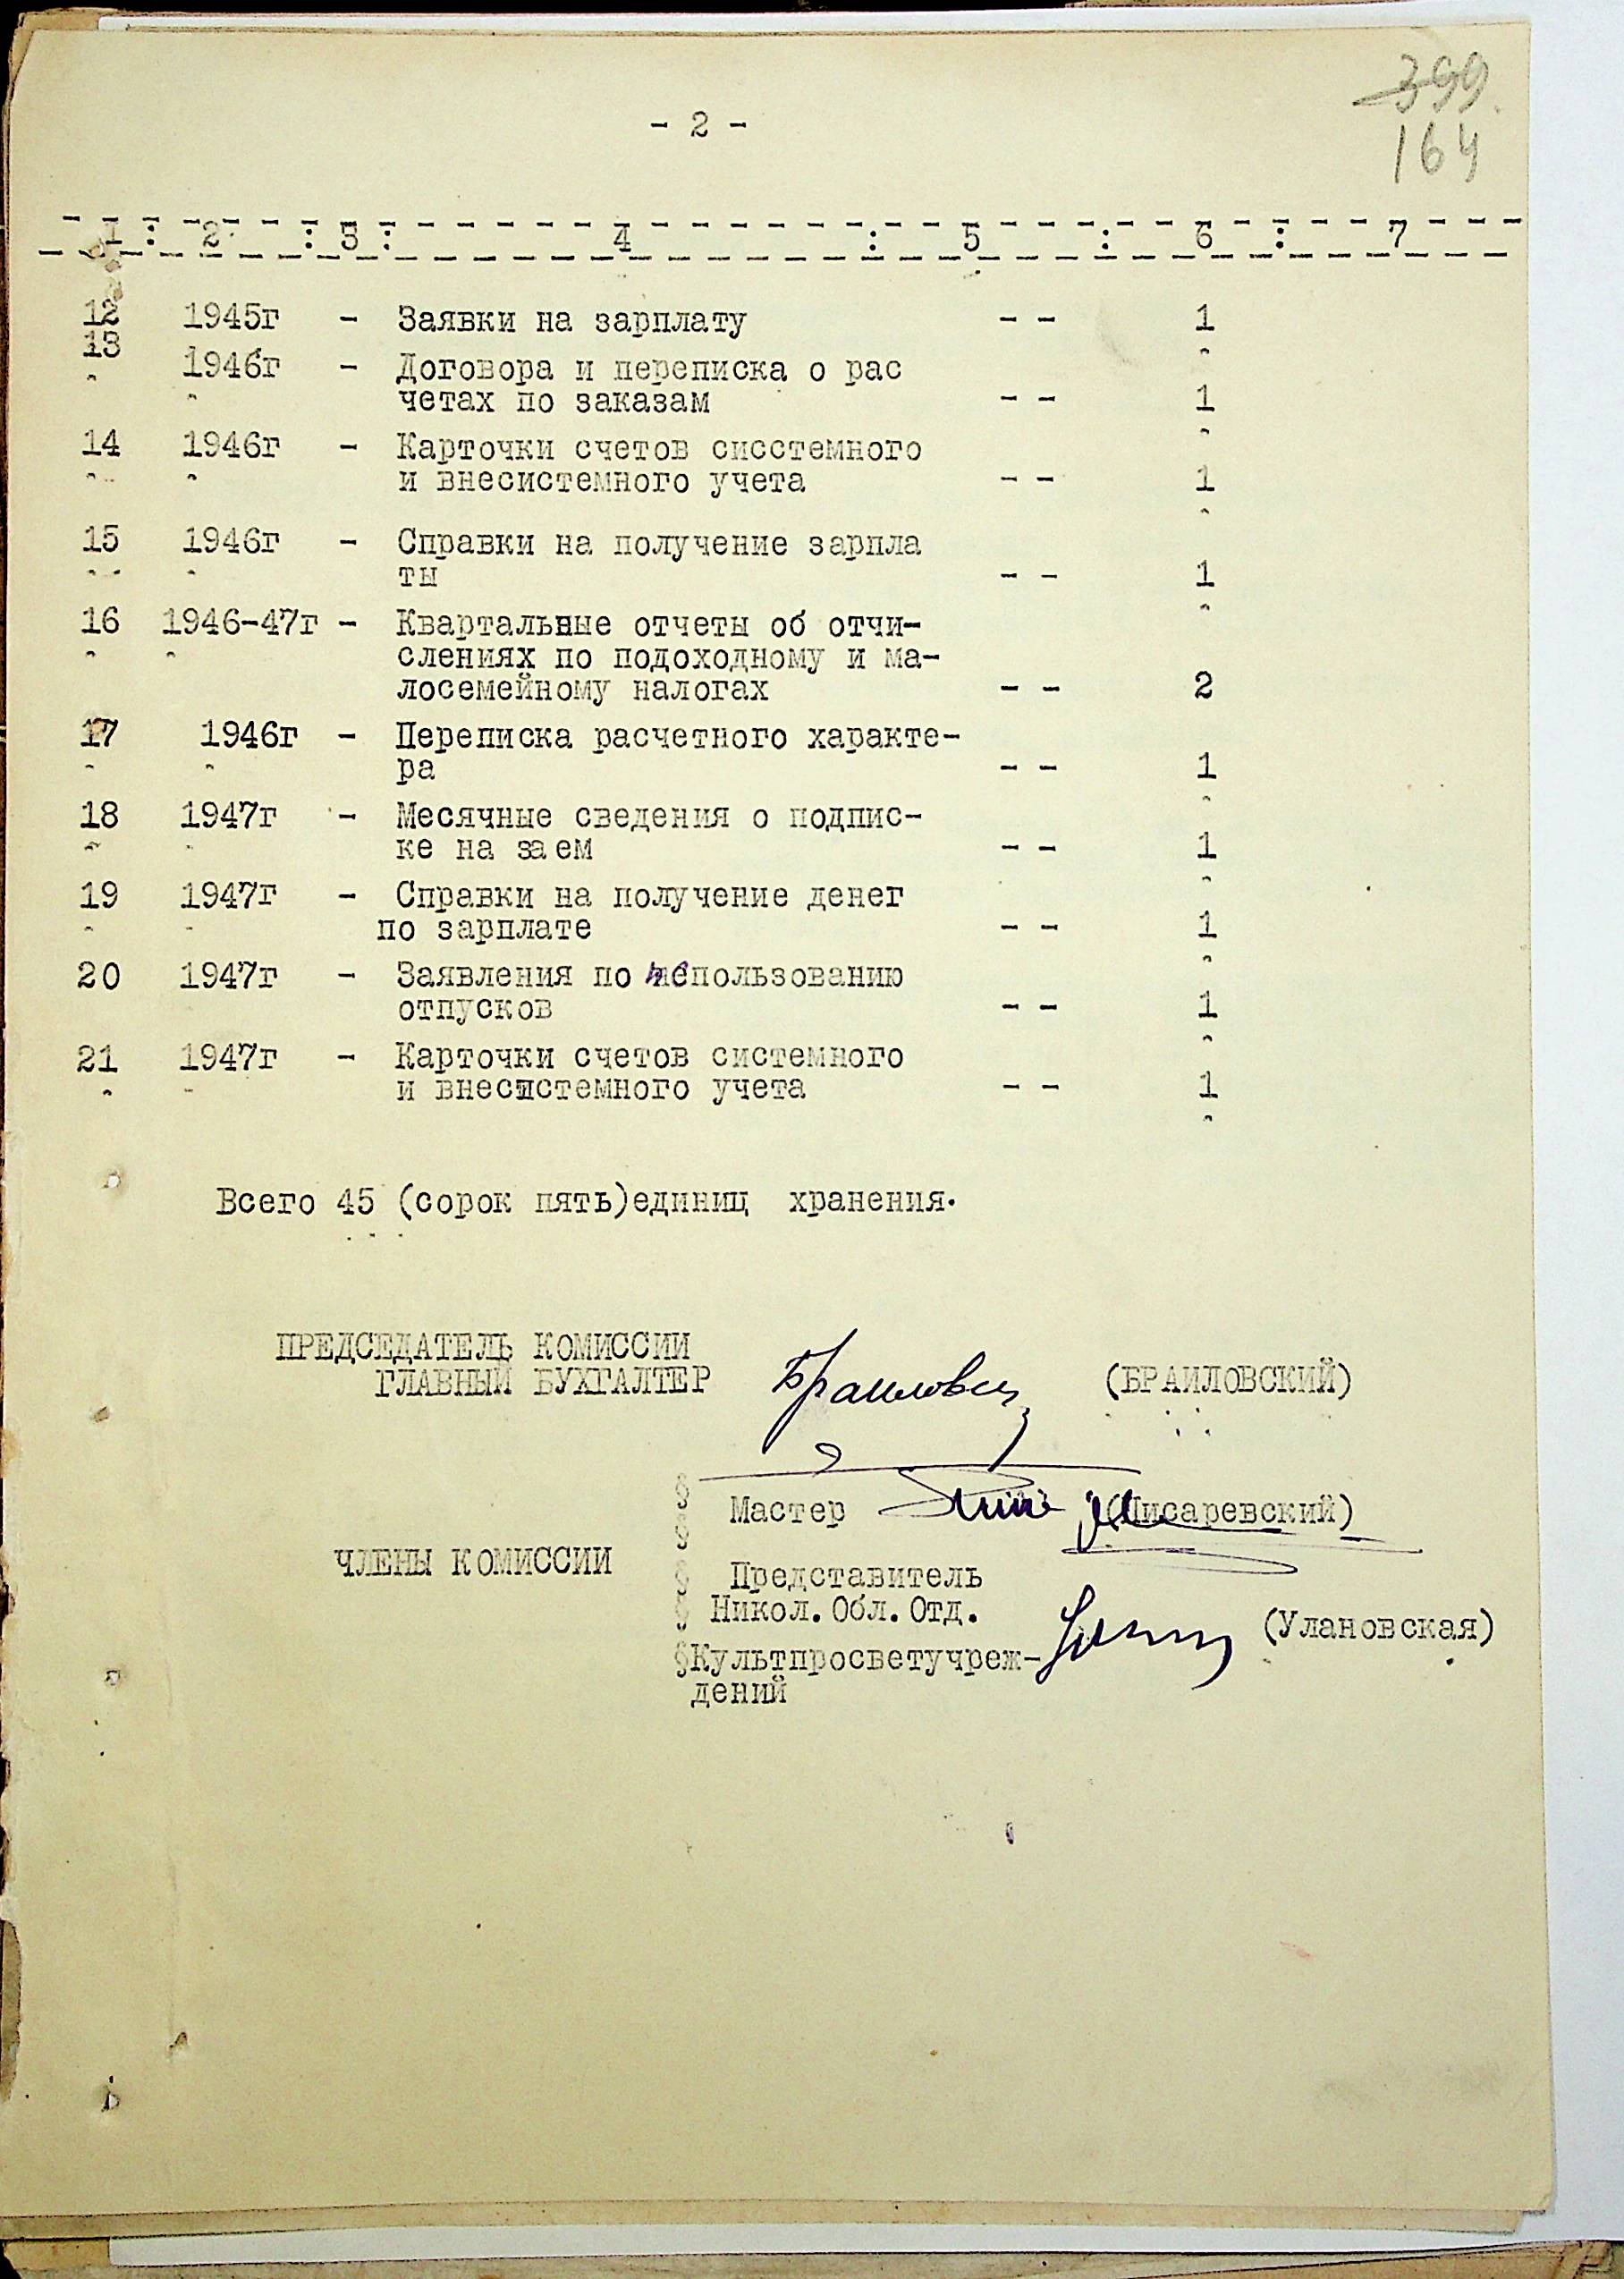 399.
164
- 2 -
1 : 2 : 3 : 4 : 5 : 6 : 7
12 1945г - Заявки на зарплату - - 1
13 1946г - Договора и переписка о рас
четах по заказам - - 1
14 1946г - Карточки счетов сисстемного
и внесистемного учета - - 1
15 1946г - Справки на получение зарпла
ты - - 1
16 1946-47г - Квартальные отчеты об отчи-
слениях по подоходному и ма-
лосемейному налогах - - 2
17 1946г - Переписка расчетного характе-
ра - - 1
18 1947г - Месячные сведения о подпис-
ке на заем - - 1
19 1947г - Справки на получение денег
по зарплате - - 1
20 1947г - Заявления по использованию
отпусков - - 1
21 1947г - Карточки счетов системного
и внесистемного учета - - 1
Всего 45 (сорок пять)единиц хранения.
ПРЕДСЕДАТЕЛЬ КОМИССИИ
ГЛАВНЫЙ БУХГАЛТЕР (БРАИЛОВСКИЙ)
Мастер (Писаревский)
ЧЛЕНЫ КОМИССИИ
Представитель
Никол. Обл. Отд. (Улановская)
Культпросветучреж-
дений